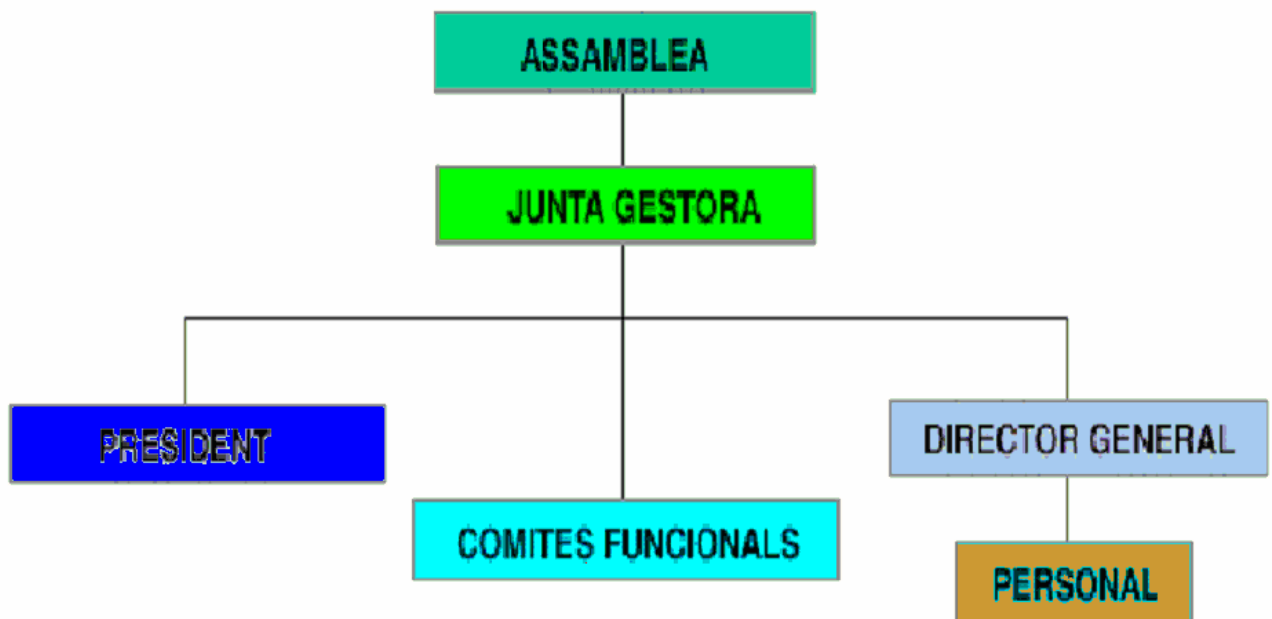 ASSAMBLEA
JUNTA GESTORA
PRESIDENT
DIRECTOR GENERAL
COMITES FUNCIONALS
PERSONAL